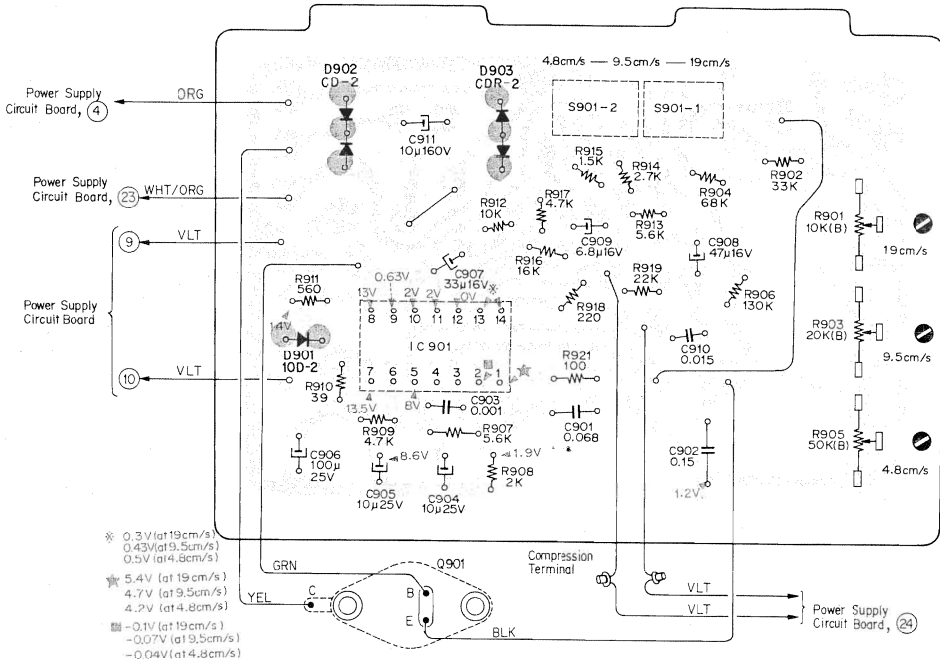 D902
CD-2
D903
CDR-2
4.8cm/s — 9.5cm/s — 19cm/s
S901-2
S901-1
Power Supply
Circuit Board, 4
ORG
C911
10µ160V
R915
1.5K
R914
2.7K
R904
68K
R902
33K
Power Supply
Circuit Board, 23
WHT/ORG
R912
10K
R917
4.7K
R913
5.6K
C909
6.8µ16V
C908
47µ16V
R901
10K(B)
19cm/s
9
VLT
R916
16K
C907
33µ16V
R919
22K
R906
130K
R911
560
0.63V
13V
2V
2V
0V
※
8 9 10 11 12 13 14
R918
220
Power Supply
Circuit Board
1.4V
IC901
C910
0.015
R903
20K(B)
9.5cm/s
D901
10D-2
R921
100
10
VLT
R910
39
7 6 5 4 3 2 1
13.5V
8V
C903
0.001
R909
4.7K
R907
5.6K
C901
0.068
R905
50K(B)
4.8cm/s
C906
100µ
25V
8.6V
1.9V
C902
0.15
R908
2K
C905
10µ25V
C904
10µ25V
1.2V
※ 0.3V(at19cm/s)
0.43V(at9.5cm/s)
0.5V(at4.8cm/s)
★ 5.4V (at 19cm/s)
4.7V (at 9.5cm/s)
4.2V (at 4.8cm/s)
■ -0.1V (at 19cm/s)
-0.07V (at 9.5cm/s)
-0.04V (at 4.8cm/s)
GRN
YEL
C
Q901
B
E
BLK
Compression
Terminal
VLT
VLT
Power Supply
Circuit Board, 24